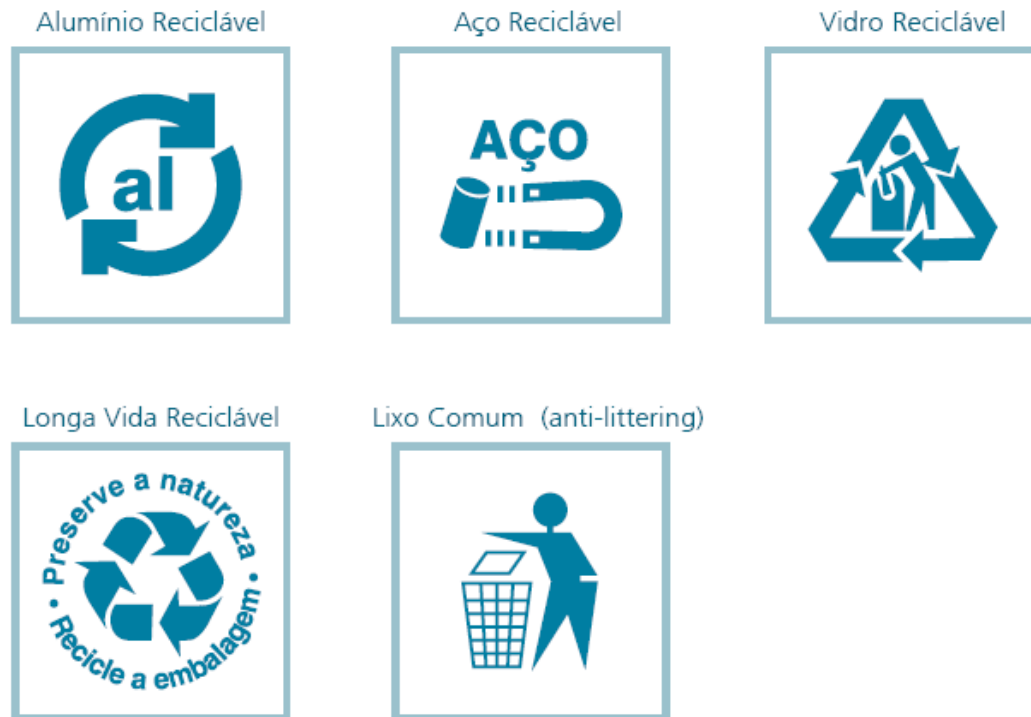 Alumínio Reciclável
Aço Reciclável
Vidro Reciclável
al
AÇO
Longa Vida Reciclável
Lixo Comum (anti-littering)
Preserve a natureza •
Recicle a embalagem •